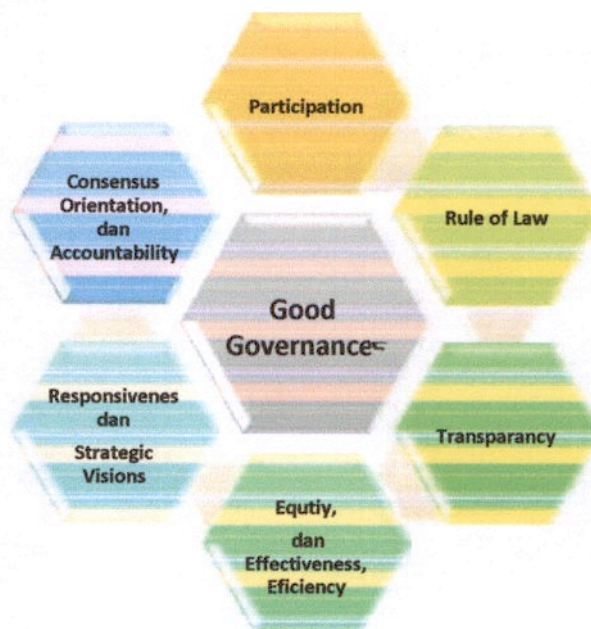 Participation
Consensus
Orientation,
dan
Accountability
Rule of Law
Good
Governance
Responsivenes
dan
Strategic
Visions
Transparancy
Equtiy,
dan
Effectiveness,
Eficiency